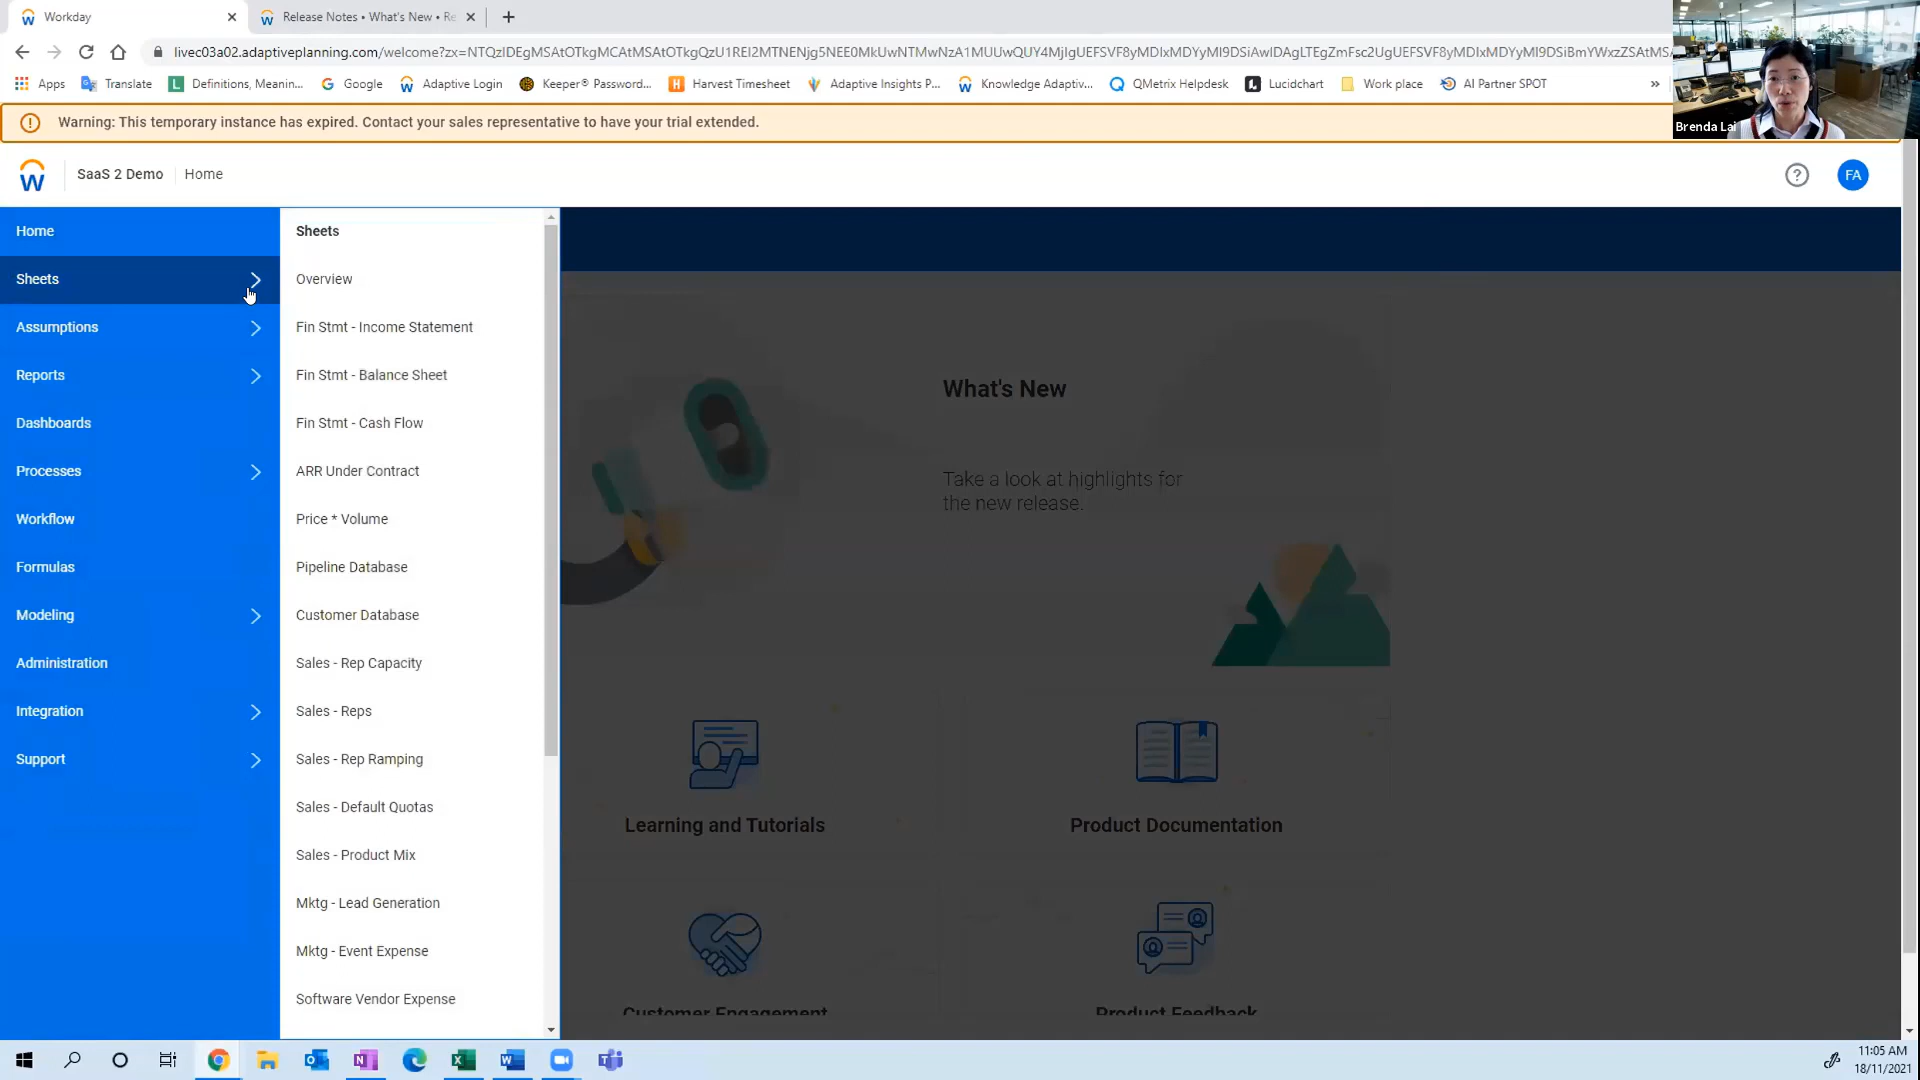 Workday
Release Notes • What's New • Re
livec03a02.adaptiveplanning.com
Apps
Translate
Definitions, Meanin...
Google
Adaptive Login
Keeper® Password...
Harvest Timesheet
Adaptive Insights P...
Knowledge Adaptiv...
QMetrix Helpdesk
Lucidchart
Work place
AI Partner SPOT
»
Brenda Lai
Warning: This temporary instance has expired. Contact your sales representative to have your trial extended.
SaaS 2 Demo
Home
FA
Home
Sheets
Assumptions
Reports
Dashboards
Processes
Workflow
Formulas
Modeling
Administration
Integration
Support
Sheets
Overview
Fin Stmt - Income Statement
Fin Stmt - Balance Sheet
Fin Stmt - Cash Flow
ARR Under Contract
Price * Volume
Pipeline Database
Customer Database
Sales - Rep Capacity
Sales - Reps
Sales - Rep Ramping
Sales - Default Quotas
Sales - Product Mix
Mktg - Lead Generation
Mktg - Event Expense
Software Vendor Expense
What's New
Take a look at highlights for
the new release.
Learning and Tutorials
Product Documentation
Customer Engagement
Product Feedback
11:05 AM
18/11/2021